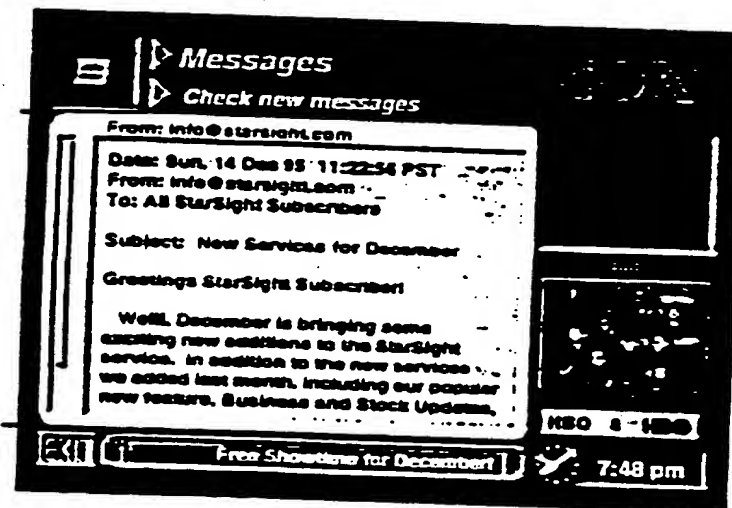 Messages
Check new messages
From: info@starsight.com
Date: Sun, 14 Dec 95 11:22:56 PST
From: info@starsight.com
To: All StarSight Subscribers
Subject: New Services for December
Greetings StarSight Subscriber!
Well, December is bringing some
exciting new additions to the StarSight
service. In addition to the new services
we added last month, including our popular
new feature, Business and Stock Updates,
HBO 8 HBO
EXIT
Free Showtime for December!
7:48 pm